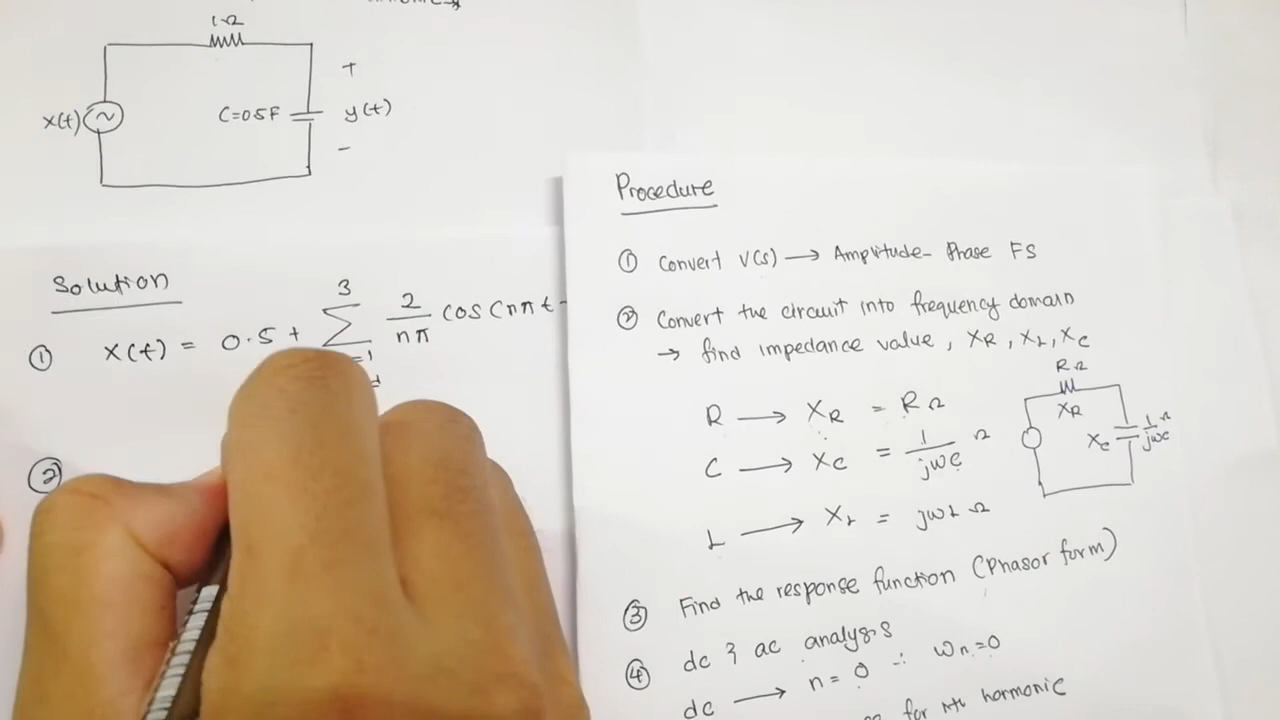 1Ω
+
x(t)
C=0.5F
y(t)
-
Solution
① x(t) = 0.5 + 3 Σ 2/nπ cos(nπt -
②
Procedure
① Convert V(s) → Amplitude-Phase FS
② Convert the circuit into frequency domain
→ find impedance value, XR, XL, XC
R → XR = RΩ
C → XC = 1/jωC Ω
L → XL = jωL Ω
RΩ
XR
XC
1/jωC Ω
③ Find the response function (Phasor form)
④ dc & ac analysis
dc → n = 0 ∴ ωn = 0
for nth harmonic